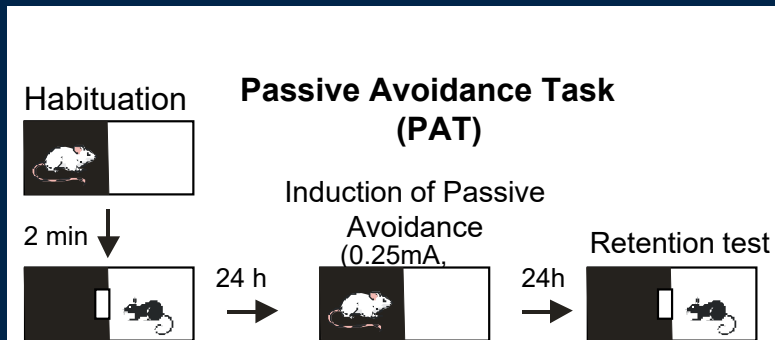 Passive Avoidance Task
(PAT)
Habituation
2 min
24 h
Induction of Passive
Avoidance
(0.25mA,
24h
Retention test